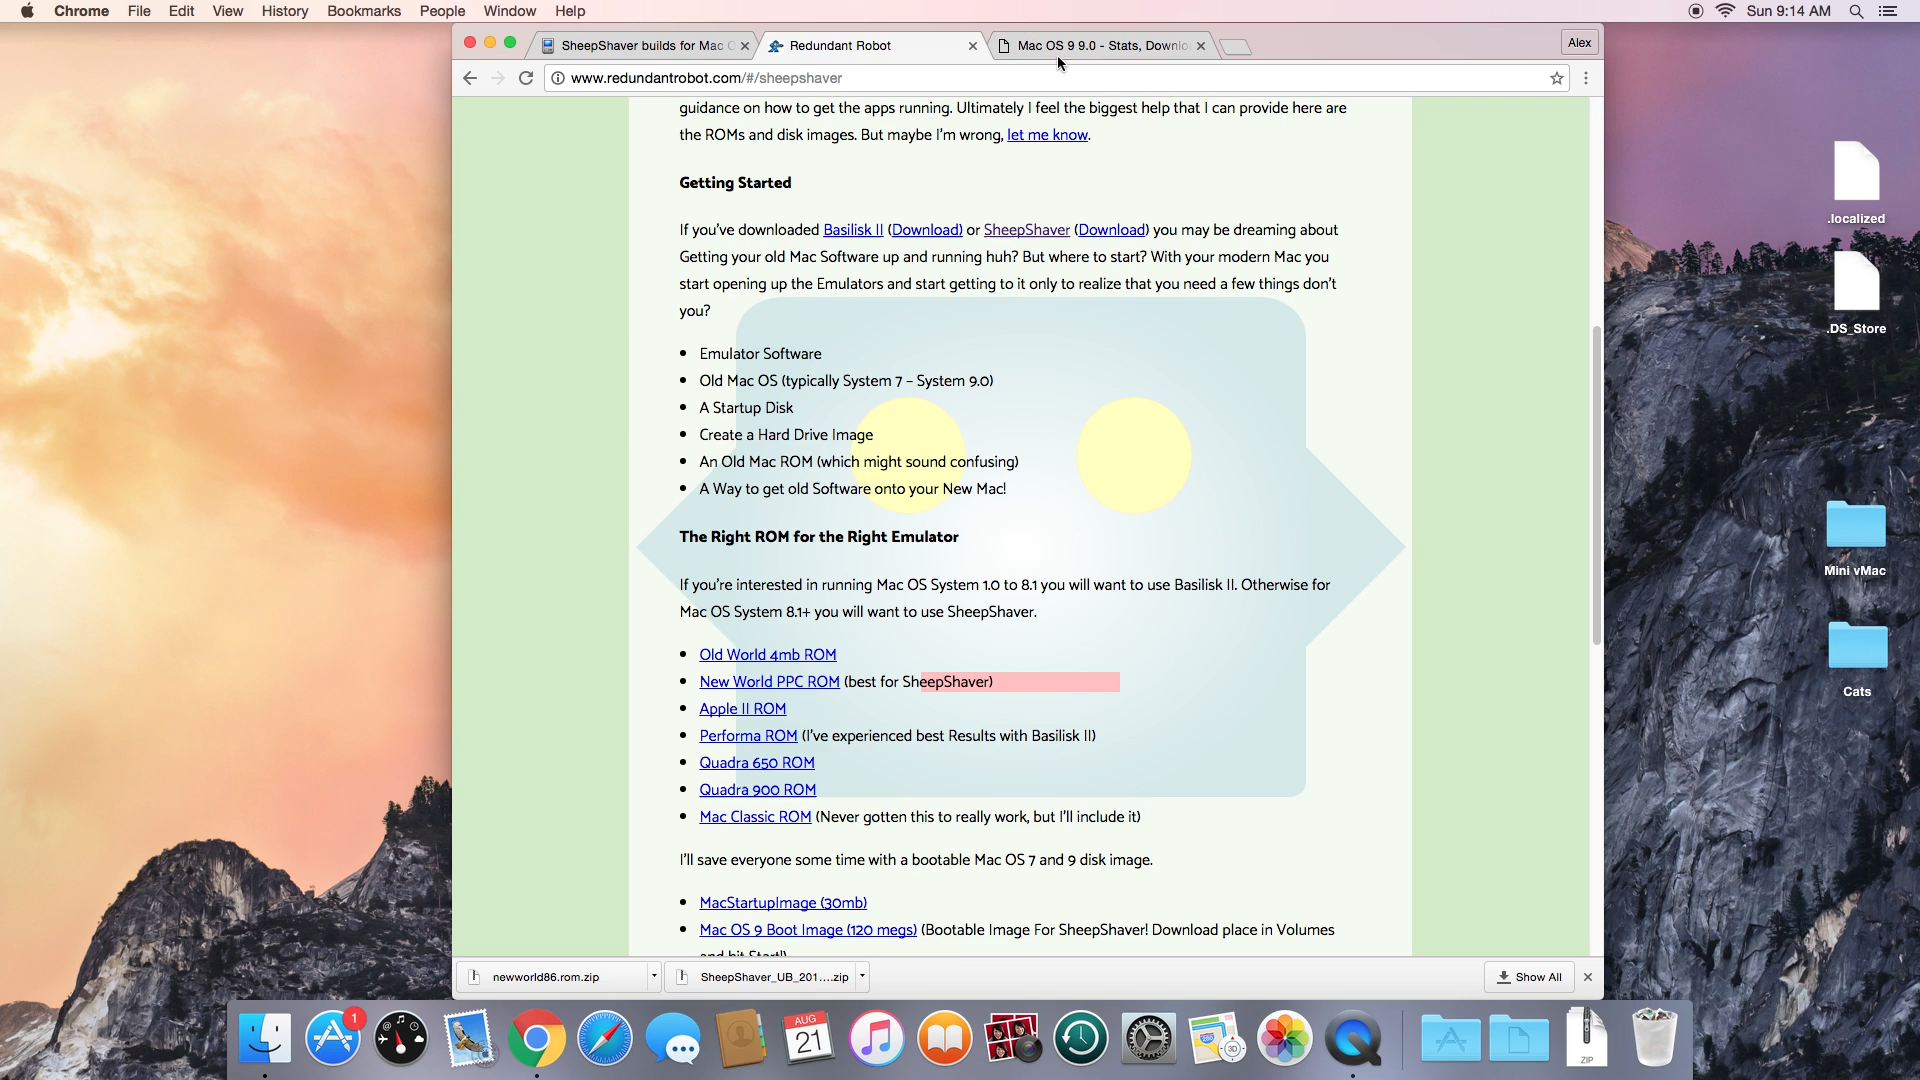 Chrome File Edit View History Bookmarks People Window Help Sun 9:14 AM
SheepShaver builds for Mac O Redundant Robot Mac OS 9 9.0 - Stats, Downlo Alex
www.redundantrobot.com/#/sheepshaver
guidance on how to get the apps running. Ultimately I feel the biggest help that I can provide here are
the ROMs and disk images. But maybe I'm wrong, let me know.
Getting Started
If you've downloaded Basilisk II (Download) or SheepShaver (Download) you may be dreaming about
Getting your old Mac Software up and running huh? But where to start? With your modern Mac you
start opening up the Emulators and start getting to it only to realize that you need a few things don't
you?
Emulator Software
Old Mac OS (typically System 7 – System 9.0)
A Startup Disk
Create a Hard Drive Image
An Old Mac ROM (which might sound confusing)
A Way to get old Software onto your New Mac!
The Right ROM for the Right Emulator
If you're interested in running Mac OS System 1.0 to 8.1 you will want to use Basilisk II. Otherwise for
Mac OS System 8.1+ you will want to use SheepShaver.
Old World 4mb ROM
New World PPC ROM (best for SheepShaver)
Apple II ROM
Performa ROM (I've experienced best Results with Basilisk II)
Quadra 650 ROM
Quadra 900 ROM
Mac Classic ROM (Never gotten this to really work, but I'll include it)
I'll save everyone some time with a bootable Mac OS 7 and 9 disk image.
MacStartupImage (30mb)
Mac OS 9 Boot Image (120 megs) (Bootable Image For SheepShaver! Download place in Volumes
and hit Start!)
newworld86.rom.zip SheepShaver_UB_201....zip Show All
.localized
.DS_Store
Mini vMac
Cats
1
AUG
21
3D
ZIP